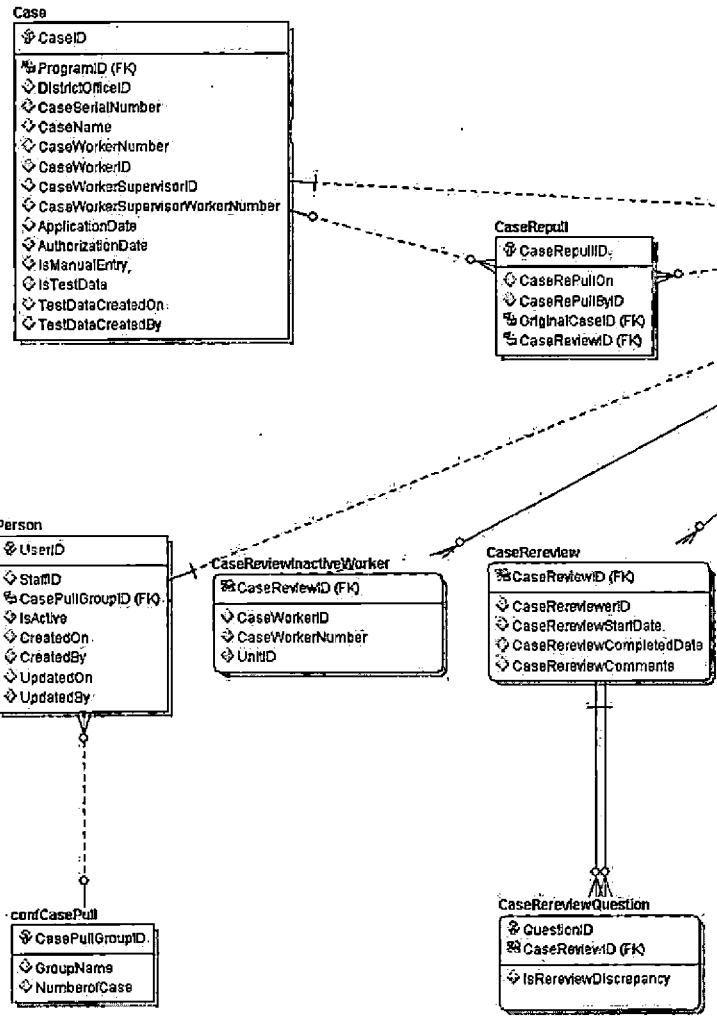 Case
CaseID
ProgramID (FK)
DistrictOfficeID
CaseSerialNumber
CaseName
CaseWorkerNumber
CaseWorkerID
CaseWorkerSupervisorID
CaseWorkerSupervisorWorkerNumber
ApplicationDate
AuthorizationDate
IsManualEntry
IsTestData
TestDataCreatedOn
TestDataCreatedBy
CaseRepull
CaseRepullID
CaseRePullOn
CaseRePullByID
OriginalCaseID (FK)
CaseReviewID (FK)
Person
UserID
StaffID
CasePullGroupID (FK)
IsActive
CreatedOn
CreatedBy
UpdatedOn
UpdatedBy
CaseReviewInactiveWorker
CaseReviewID (FK)
CaseWorkerID
CaseWorkerNumber
UnitID
CaseRereview
CaseReviewID (FK)
CaseRereviewerID
CaseRereviewStartDate
CaseRereviewCompletedDate
CaseRereviewComments
confCasePull
CasePullGroupID
GroupName
NumberofCase
CaseRereviewQuestion
QuestionID
CaseReviewID (FK)
IsRereviewDiscrepancy